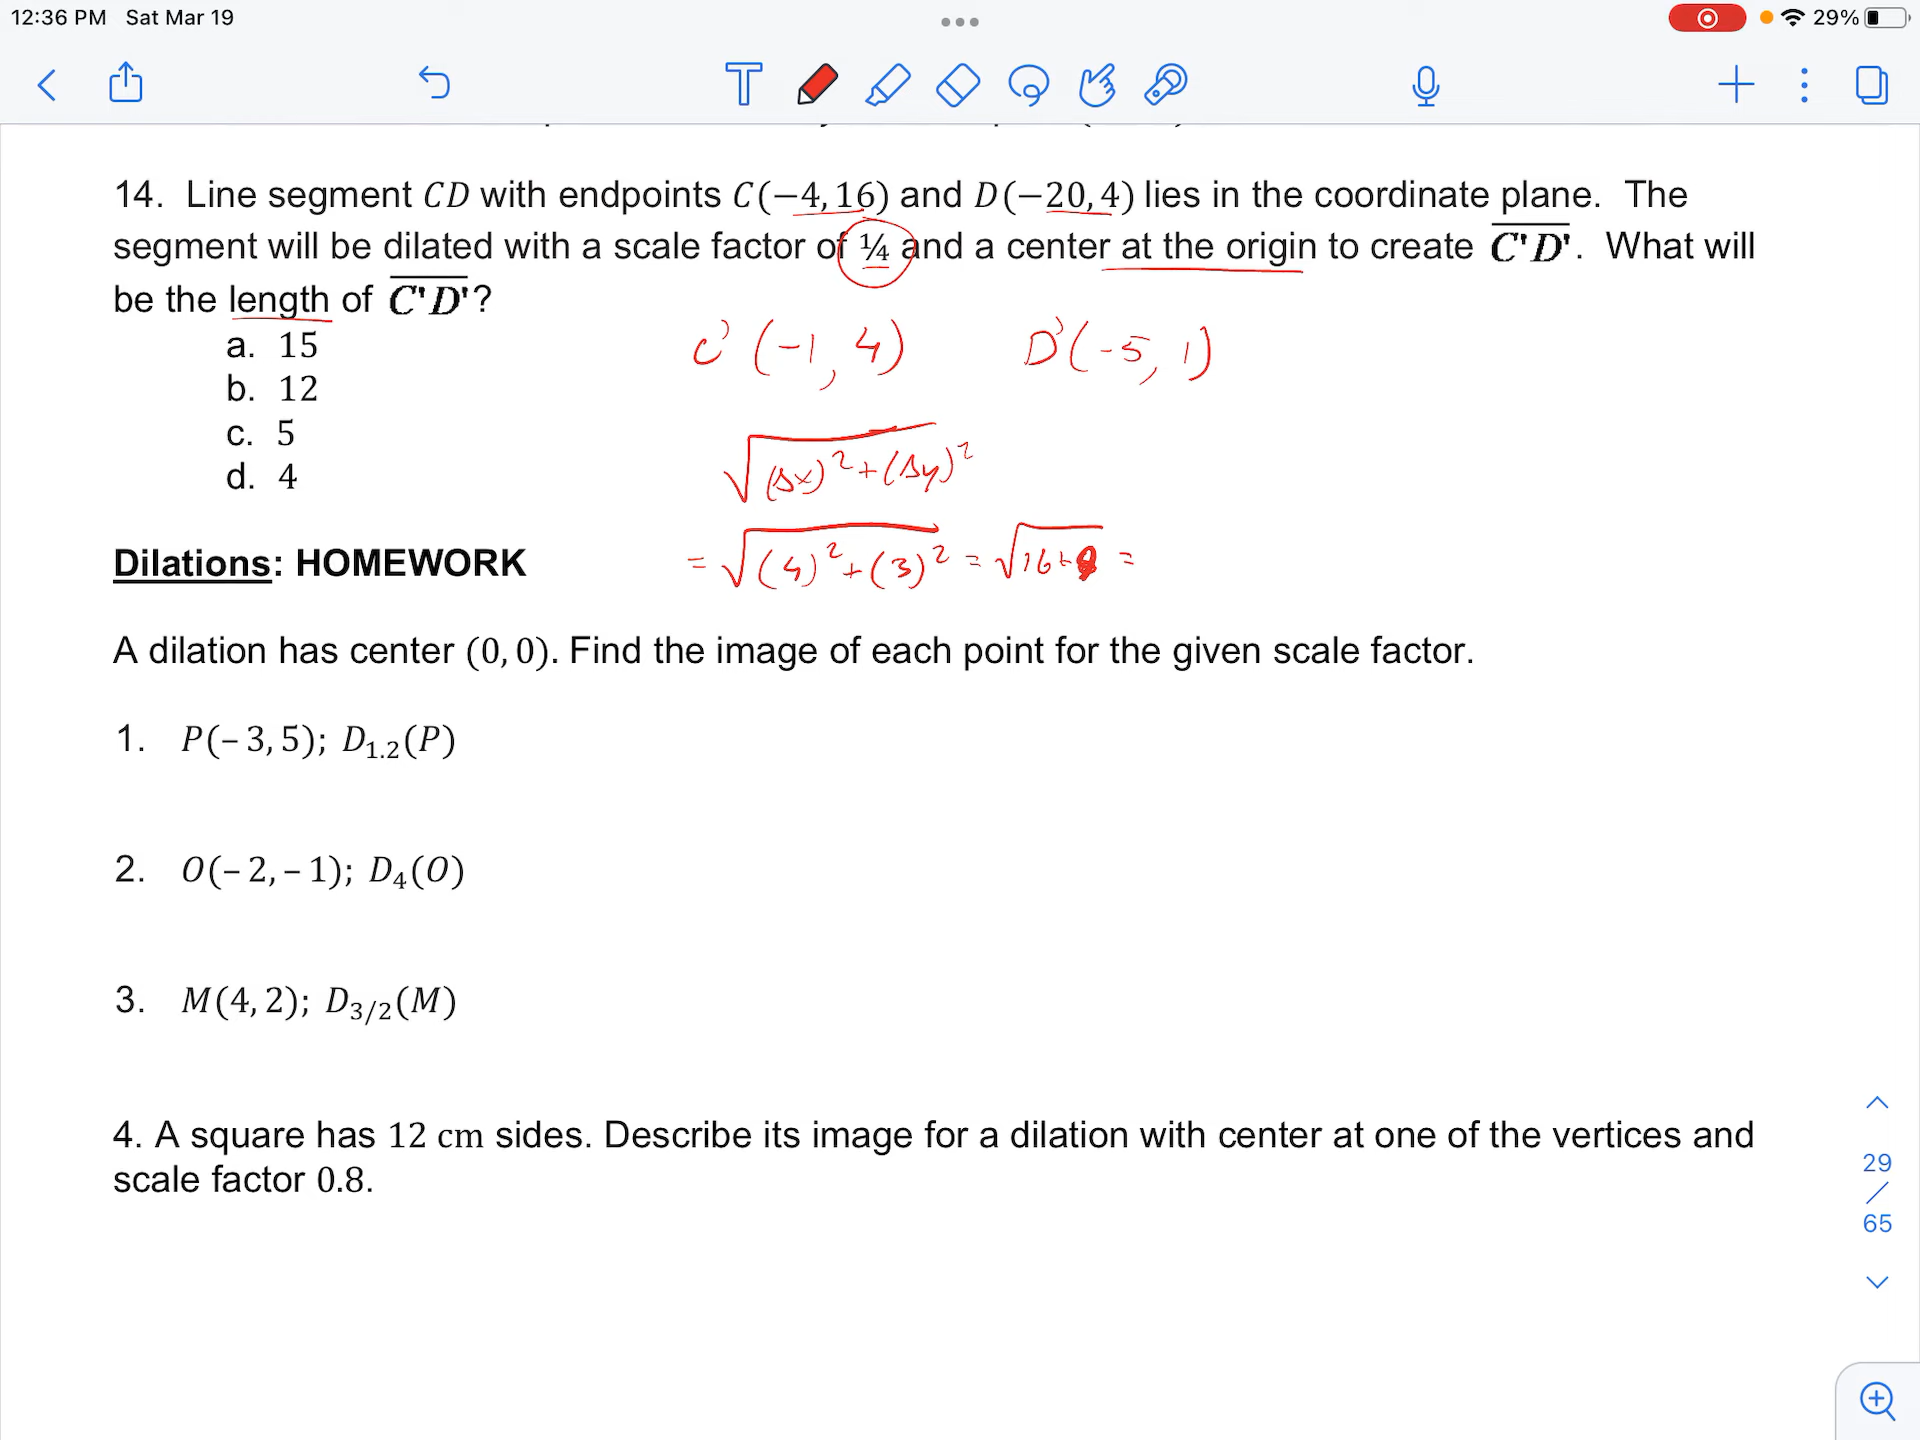 12:36 PM Sat Mar 19
29%
14. Line segment CD with endpoints C(−4, 16) and D(−20, 4) lies in the coordinate plane. The
segment will be dilated with a scale factor of ¼ and a center at the origin to create C'D'. What will
be the length of C'D'?
C' (-1, 4) D'(-5, 1)
a. 15
b. 12
c. 5
d. 4
√(Δx)²+(Δy)²
= √(4)²+(3)² = √16+9 =
Dilations: HOMEWORK
A dilation has center (0, 0). Find the image of each point for the given scale factor.
1. P(– 3, 5); D₁.₂(P)
2. O(– 2, – 1); D₄(O)
3. M(4, 2); D₃/₂(M)
4. A square has 12 cm sides. Describe its image for a dilation with center at one of the vertices and
scale factor 0.8.
29
/
65